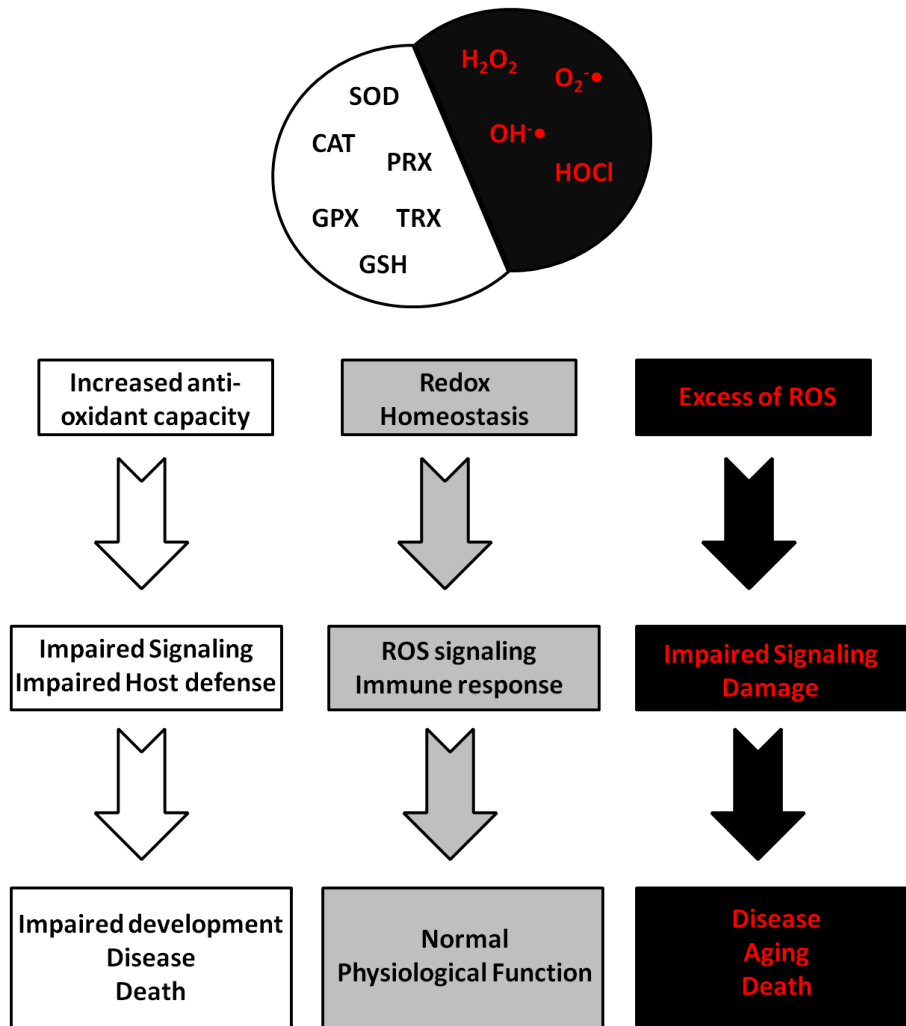 SOD
CAT
PRX
GPX
TRX
GSH
H₂O₂
O₂⁻•
OH⁻•
HOCl
Increased anti-
oxidant capacity
Redox
Homeostasis
Excess of ROS
Impaired Signaling
Impaired Host defense
ROS signaling
Immune response
Impaired Signaling
Damage
Impaired development
Disease
Death
Normal
Physiological Function
Disease
Aging
Death